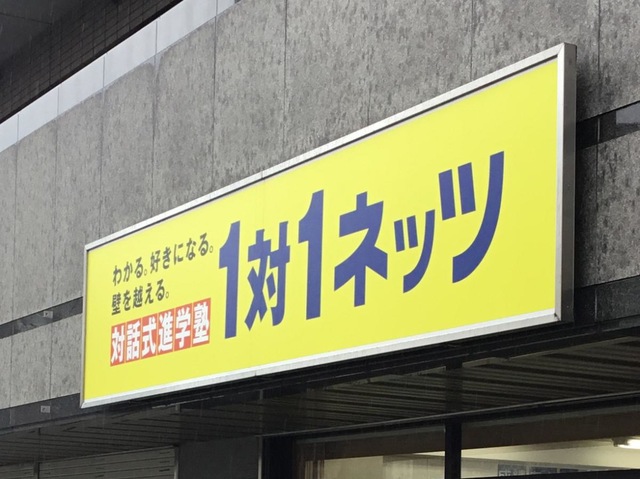 わかる。好きになる。
壁を越える。
対話式進学塾
1対1ネッツ